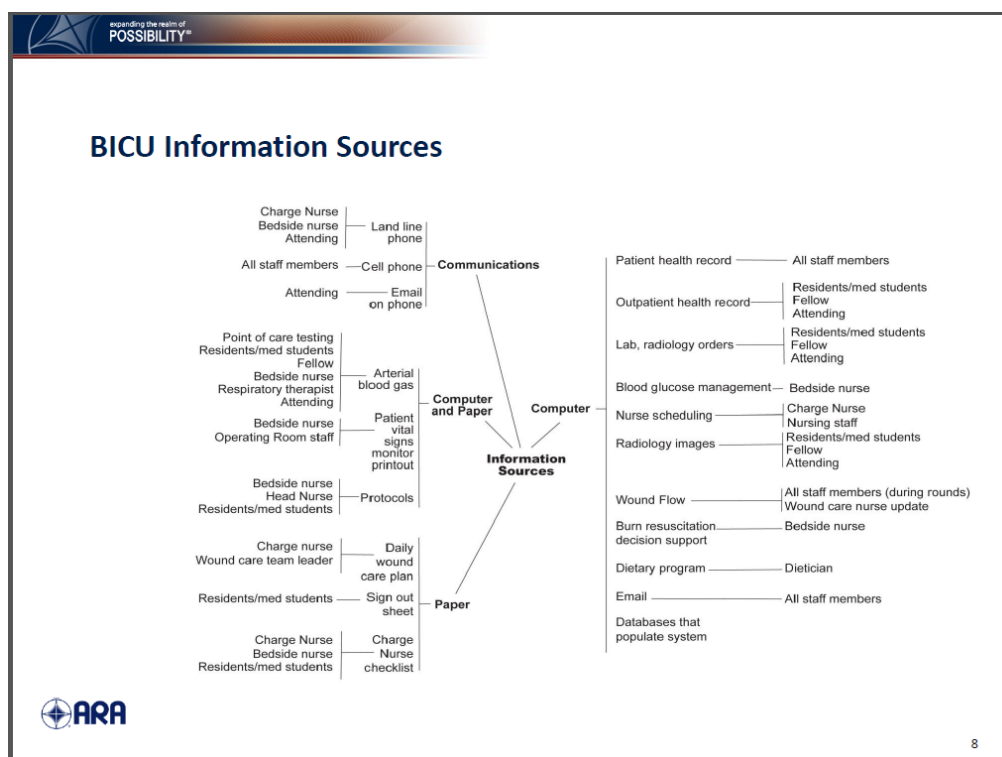 expanding the realm of
POSSIBILITY℠
BICU Information Sources
Charge Nurse
Bedside nurse
Attending
Land line
phone
All staff members
Cell phone
Attending
Email
on phone
Communications
Point of care testing
Residents/med students
Fellow
Bedside nurse
Respiratory therapist
Attending
Arterial
blood gas
Bedside nurse
Operating Room staff
Patient
vital
signs
monitor
printout
Bedside nurse
Head Nurse
Residents/med students
Protocols
Computer
and Paper
Charge nurse
Wound care team leader
Daily
wound
care plan
Residents/med students
Sign out
sheet
Charge Nurse
Bedside nurse
Residents/med students
Charge
Nurse
checklist
Paper
Information
Sources
Computer
Patient health record
All staff members
Outpatient health record
Residents/med students
Fellow
Attending
Lab, radiology orders
Residents/med students
Fellow
Attending
Blood glucose management
Bedside nurse
Nurse scheduling
Charge Nurse
Nursing staff
Radiology images
Residents/med students
Fellow
Attending
Wound Flow
All staff members (during rounds)
Wound care nurse update
Burn resuscitation
decision support
Bedside nurse
Dietary program
Dietician
Email
All staff members
Databases that
populate system
ARA
8